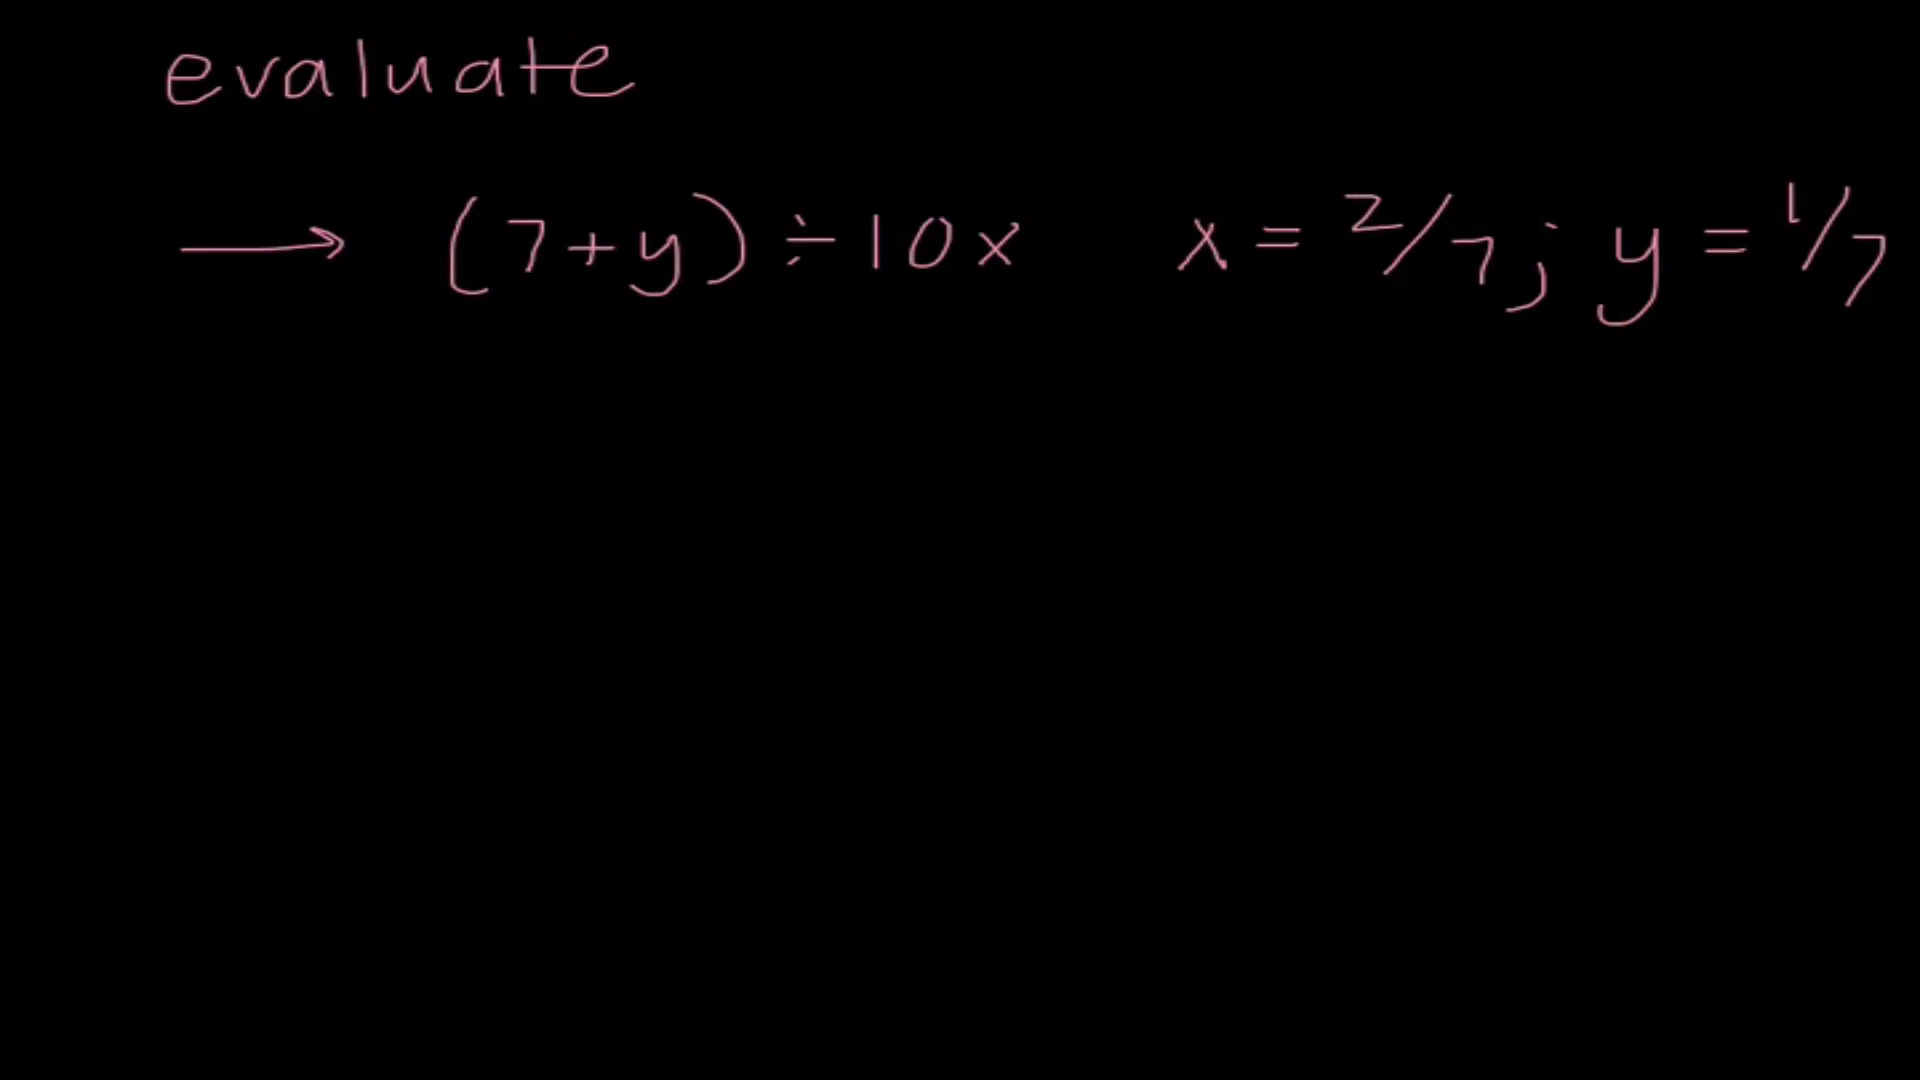 evaluate
→ (7+y) ÷ 10x x = 2/7; y = 1/7